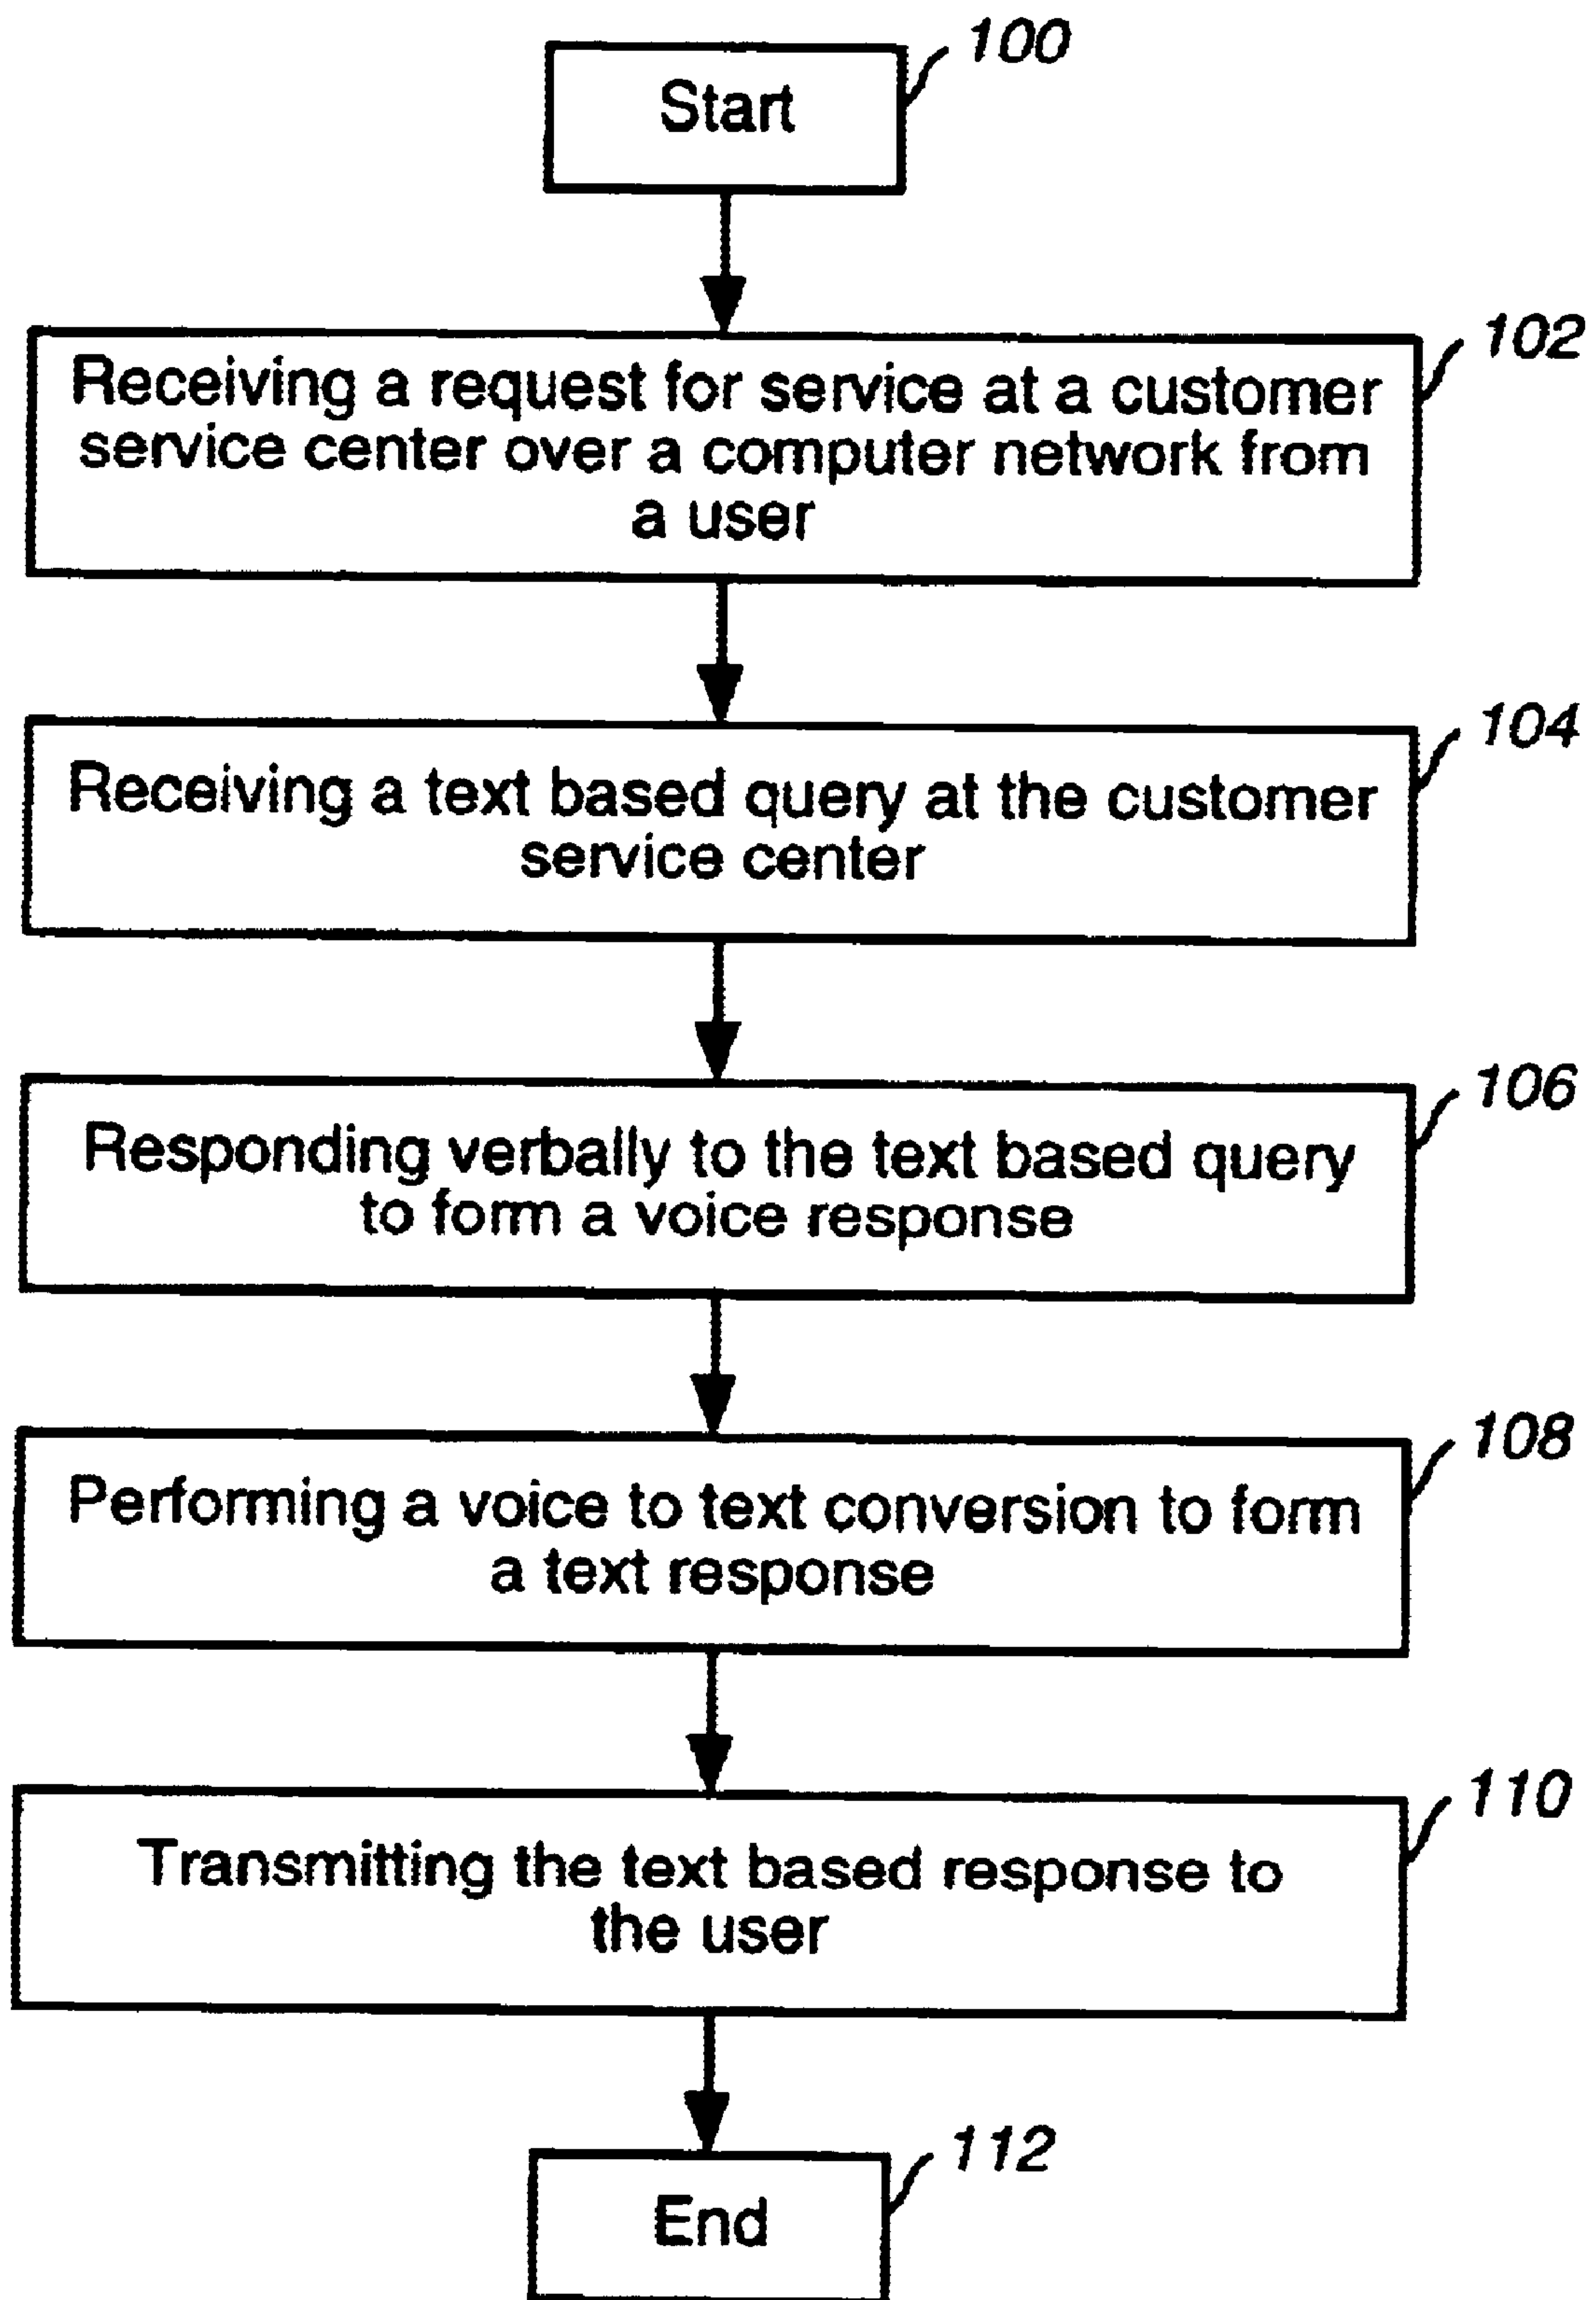 Start
100
Receiving a request for service at a customer
service center over a computer network from
a user
102
Receiving a text based query at the customer
service center
104
Responding verbally to the text based query
to form a voice response
106
Performing a voice to text conversion to form
a text response
108
Transmitting the text based response to
the user
110
End
112